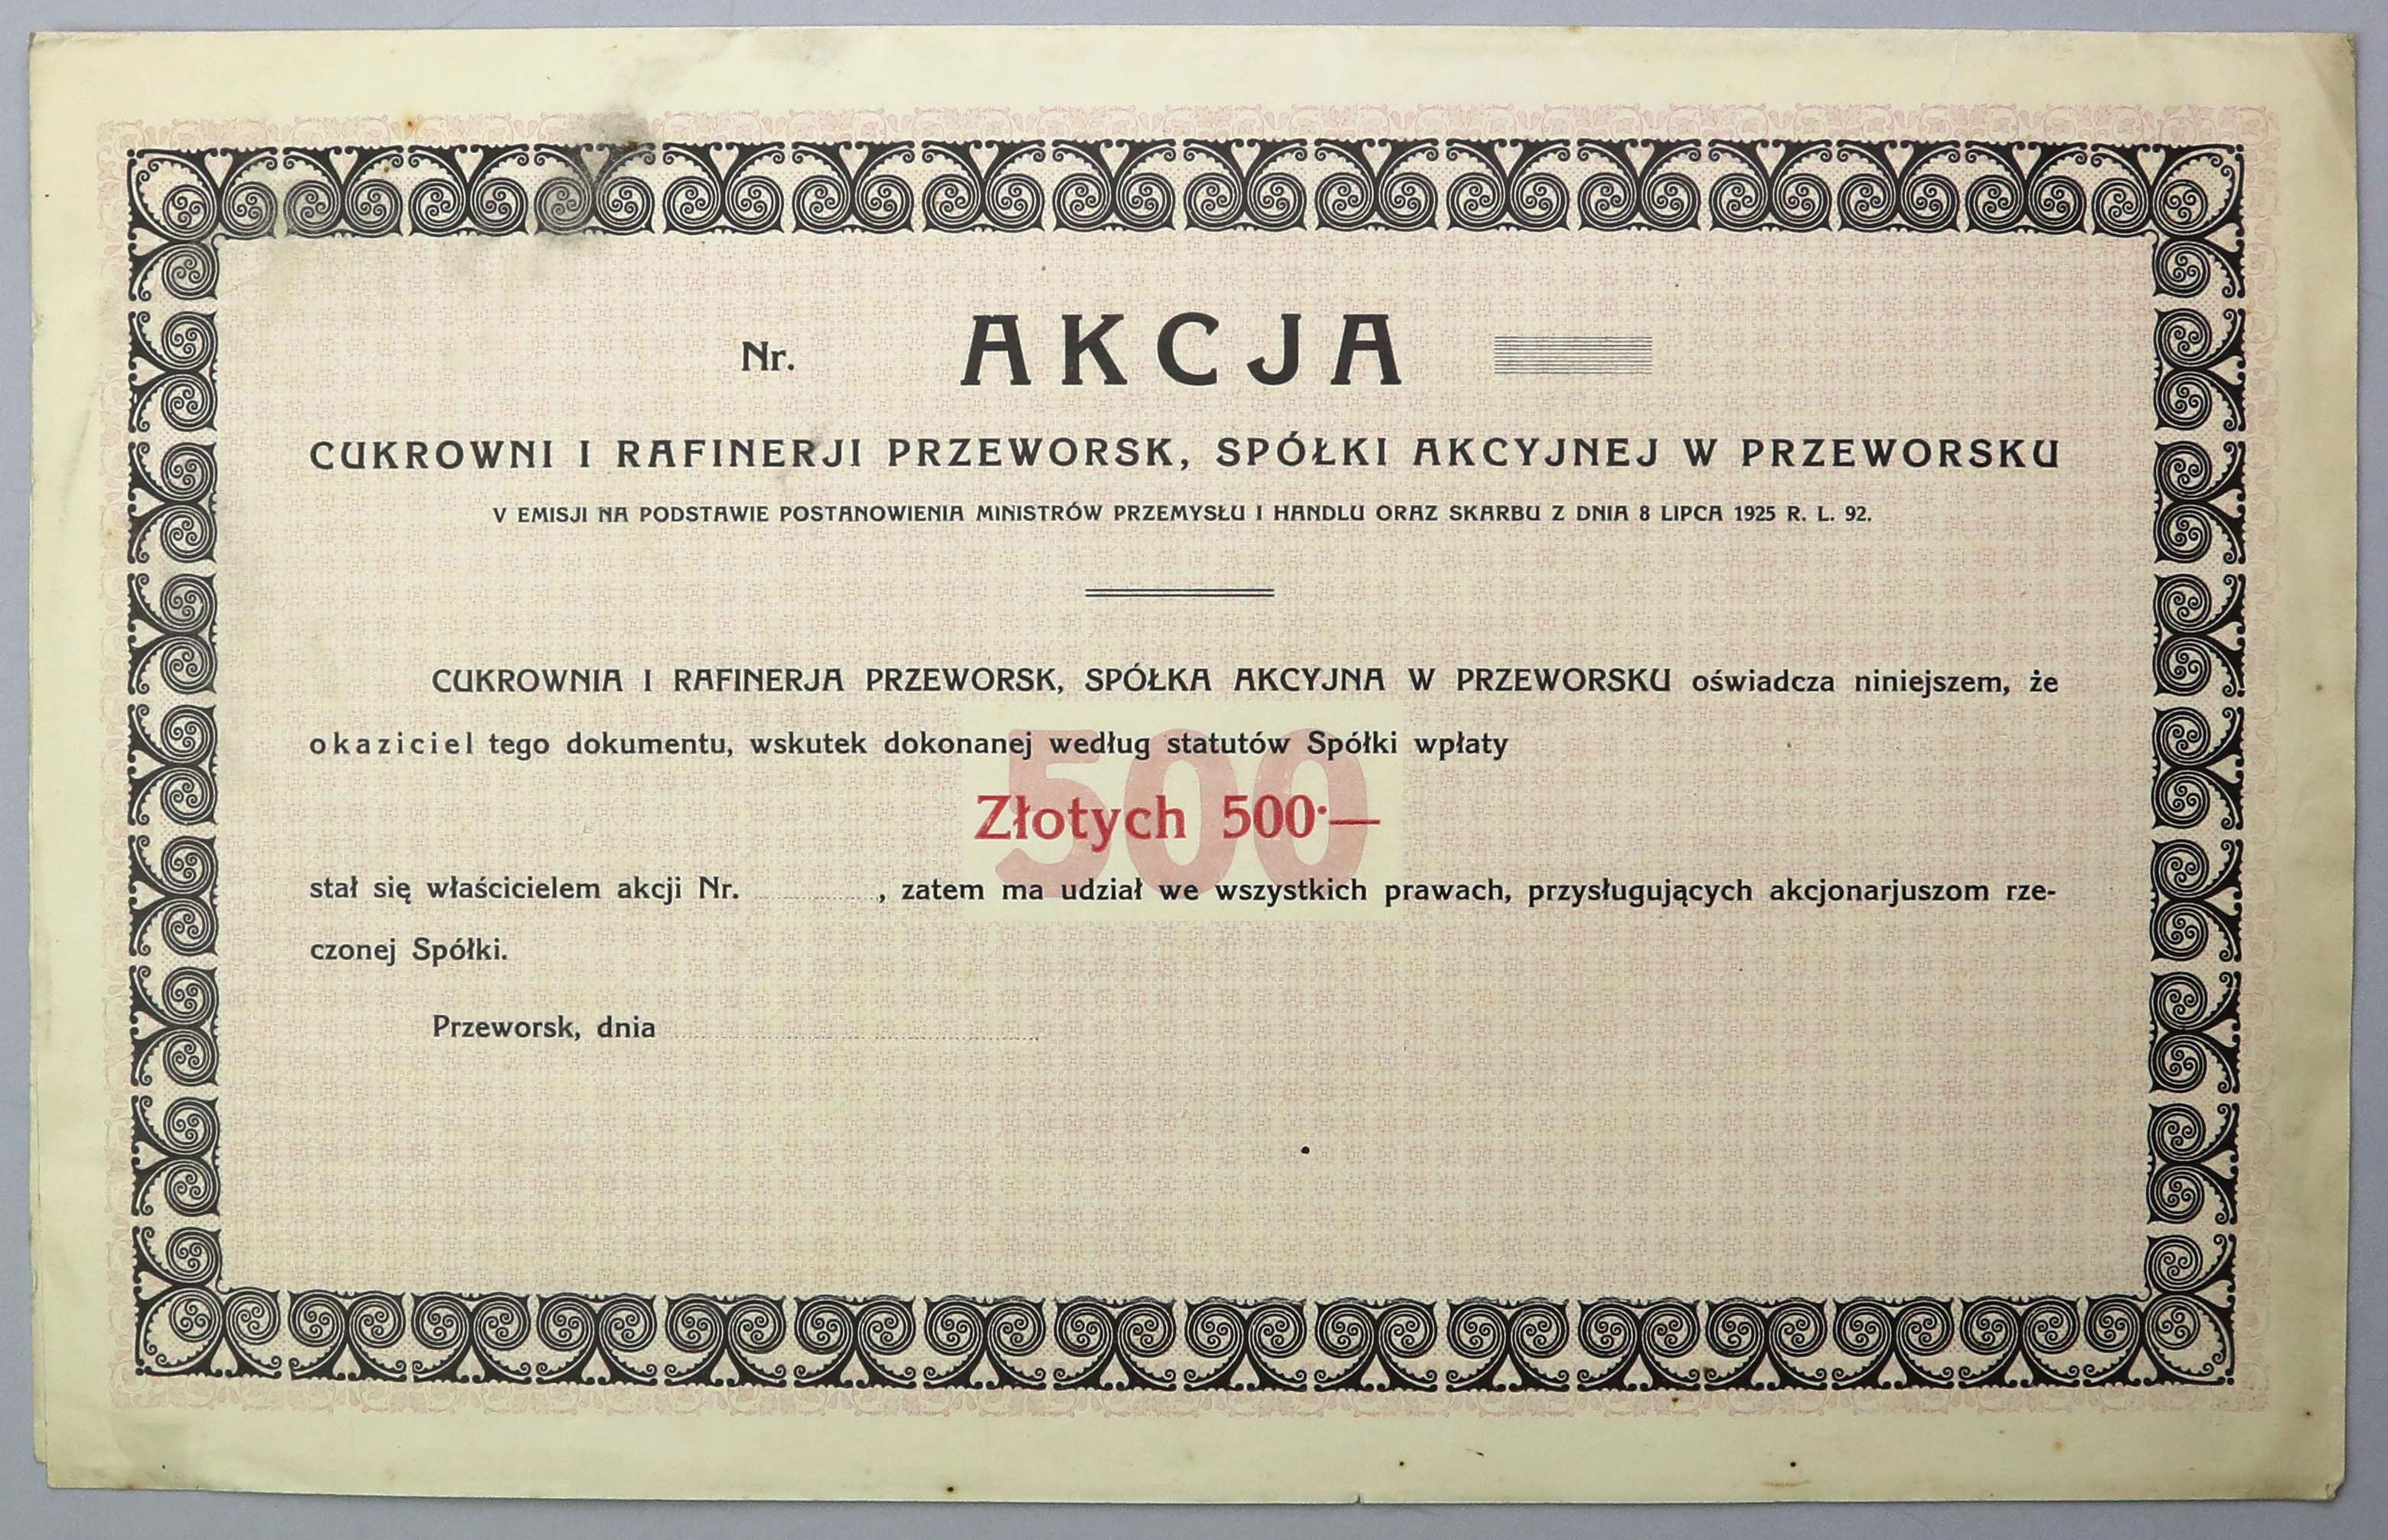 Nr. AKCJA
CUKROWNI I RAFINERJI PRZEWORSK, SPÓŁKI AKCYJNEJ W PRZEWORSKU
V EMISJI NA PODSTAWIE POSTANOWIENIA MINISTRÓW PRZEMYSŁU I HANDLU ORAZ SKARBU Z DNIA 8 LIPCA 1925 R. L. 92.
CUKROWNIA I RAFINERJA PRZEWORSK, SPÓŁKA AKCYJNA W PRZEWORSKU oświadcza niniejszem, że
okaziciel tego dokumentu, wskutek dokonanej według statutów Spółki wpłaty
500
Złotych 500·—
stał się właścicielem akcji Nr. ............, zatem ma udział we wszystkich prawach, przysługujących akcjonarjuszom rze-
czonej Spółki.
Przeworsk, dnia ..............................